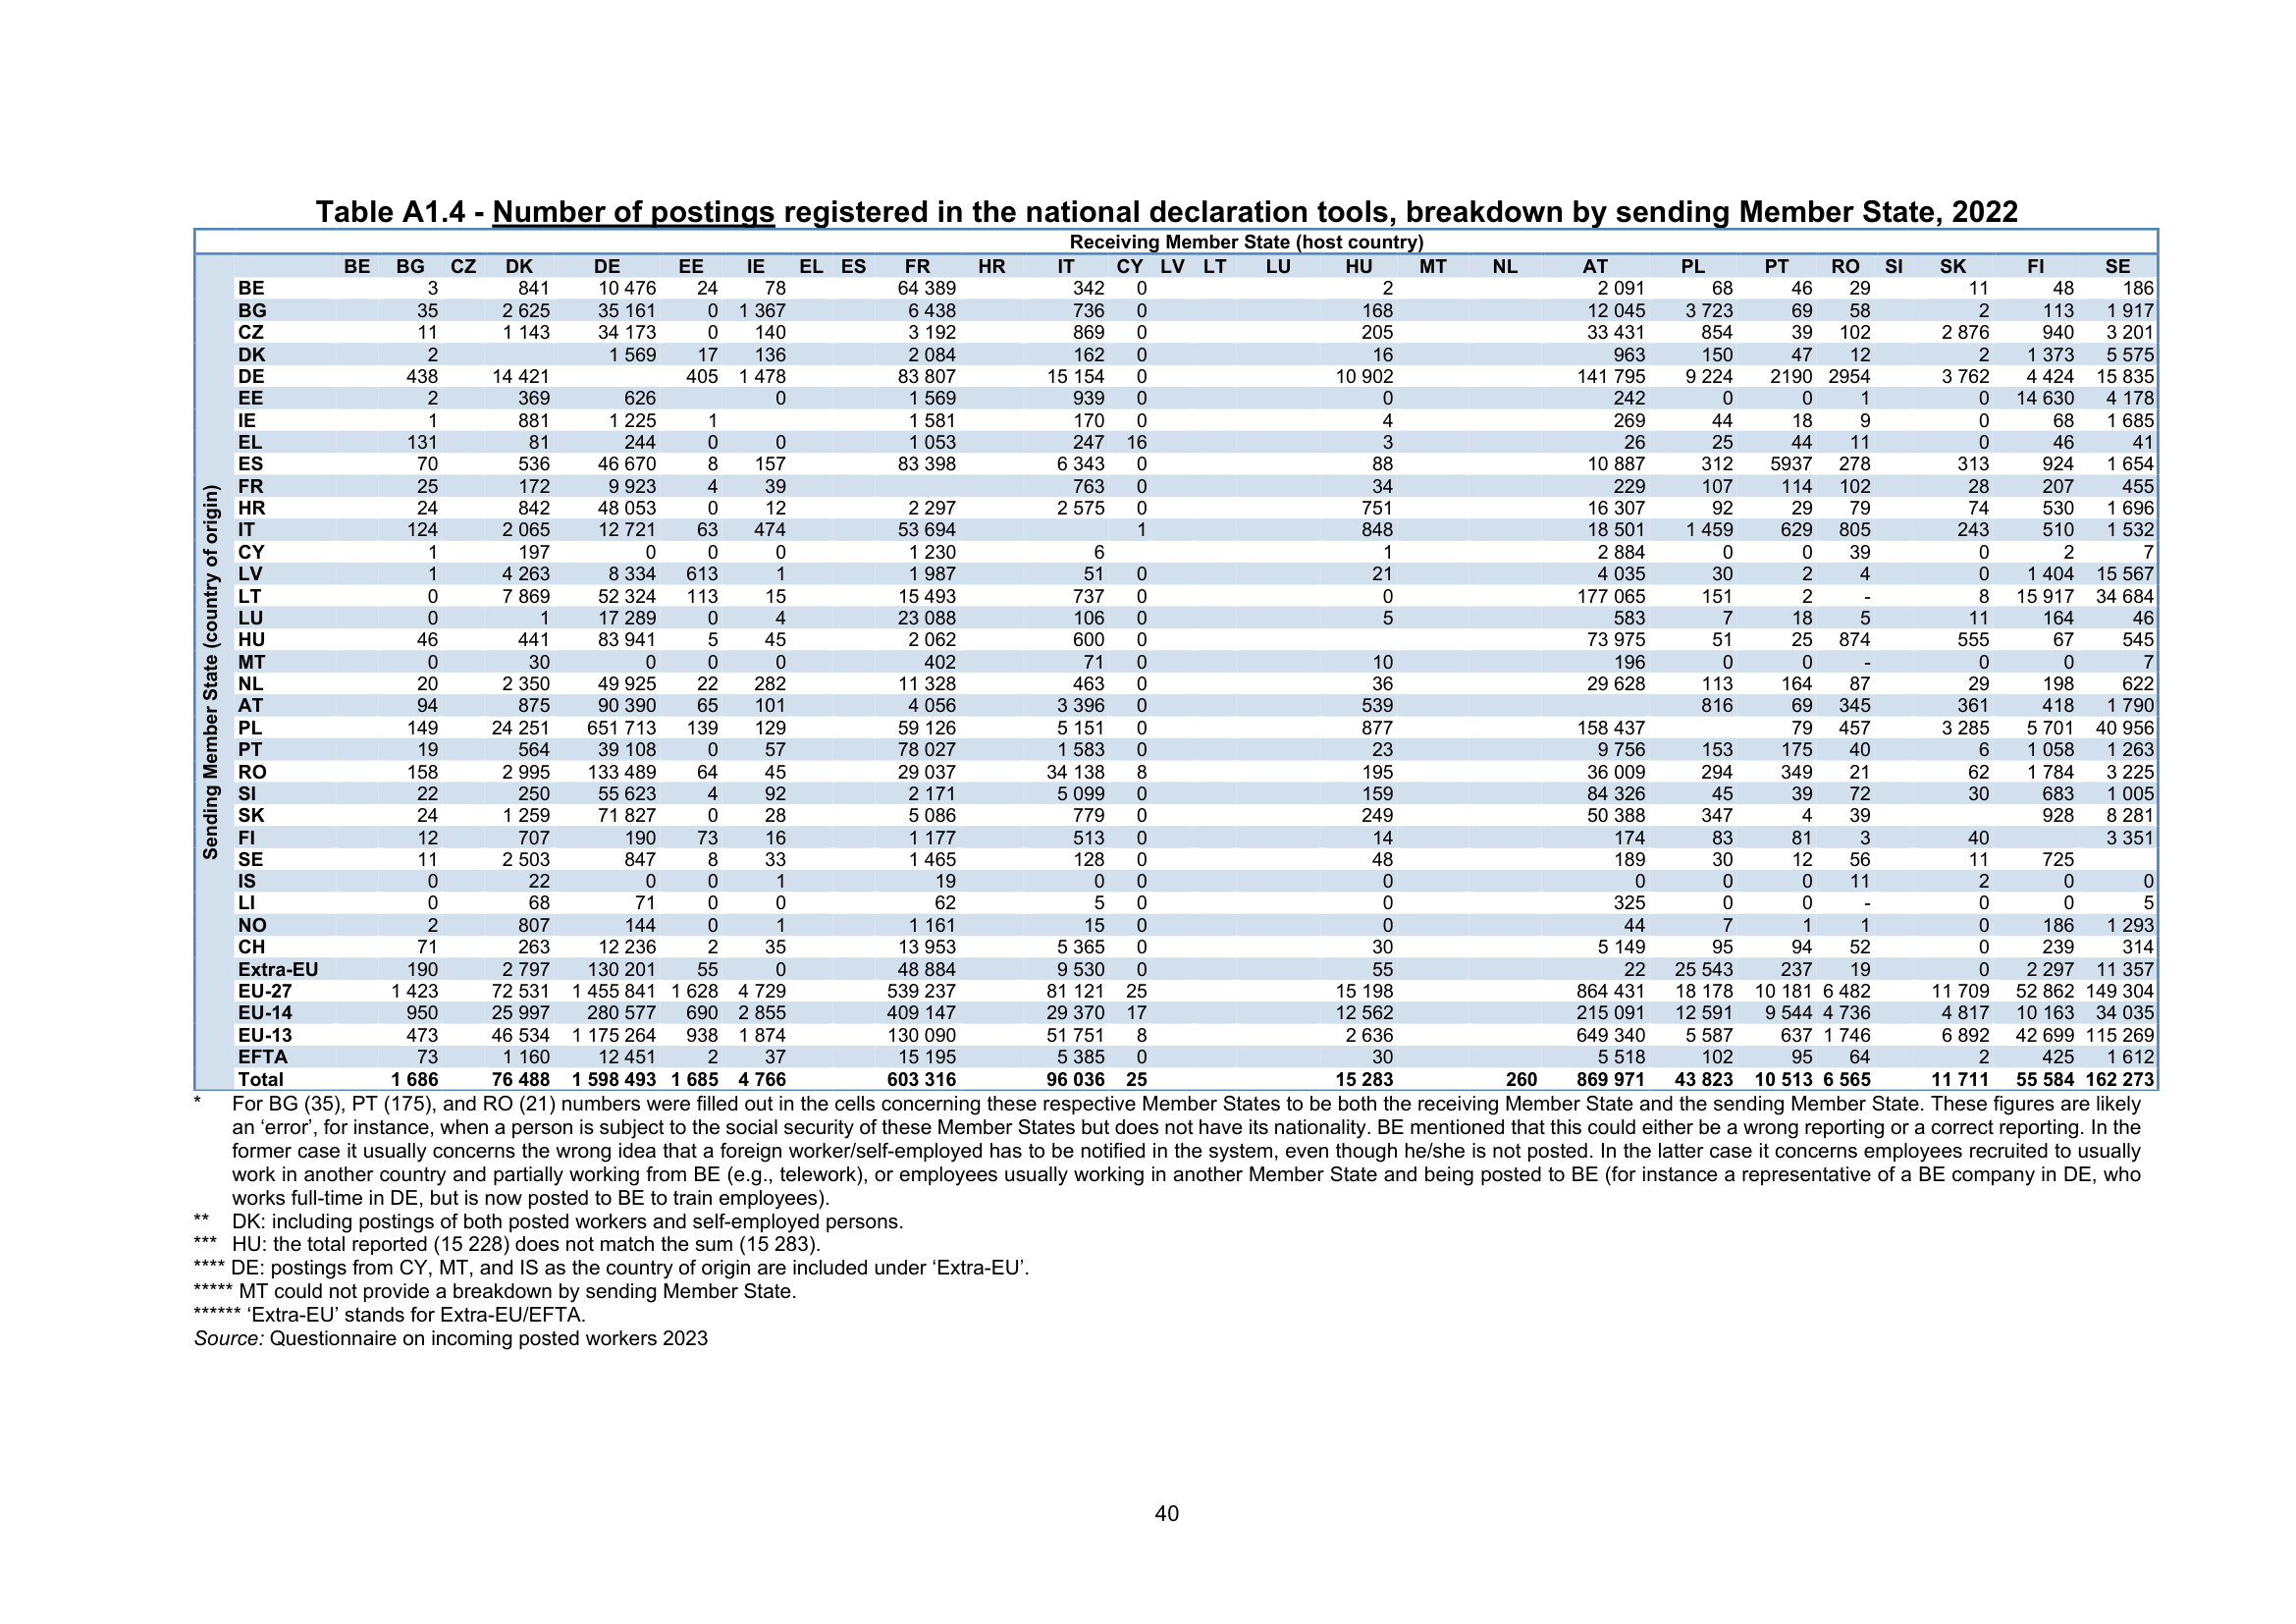 Table A1.4 - Number of postings registered in the national declaration tools, breakdown by sending Member State, 2022
Receiving Member State (host country)
BE BG CZ DK DE EE IE EL ES FR HR IT CY LV LT LU HU MT NL AT PL PT RO SI SK FI SE
Sending Member State (country of origin)
BE 3 841 10 476 24 78 64 389 342 0 2 2 091 68 46 29 11 48 186
BG 35 2 625 35 161 0 1 367 6 438 736 0 168 12 045 3 723 69 58 2 113 1 917
CZ 11 1 143 34 173 0 140 3 192 869 0 205 33 431 854 39 102 2 876 940 3 201
DK 2 1 569 17 136 2 084 162 0 16 963 150 47 12 2 1 373 5 575
DE 438 14 421 405 1 478 83 807 15 154 0 10 902 141 795 9 224 2190 2954 3 762 4 424 15 835
EE 2 369 626 0 1 569 939 0 0 242 0 0 1 0 14 630 4 178
IE 1 881 1 225 1 1 581 170 0 4 269 44 18 9 0 68 1 685
EL 131 81 244 0 0 1 053 247 16 3 26 25 44 11 0 46 41
ES 70 536 46 670 8 157 83 398 6 343 0 88 10 887 312 5937 278 313 924 1 654
FR 25 172 9 923 4 39 763 0 34 229 107 114 102 28 207 455
HR 24 842 48 053 0 12 2 297 2 575 0 751 16 307 92 29 79 74 530 1 696
IT 124 2 065 12 721 63 474 53 694 1 848 18 501 1 459 629 805 243 510 1 532
CY 1 197 0 0 0 1 230 6 1 2 884 0 0 39 0 2 7
LV 1 4 263 8 334 613 1 1 987 51 0 21 4 035 30 2 4 0 1 404 15 567
LT 0 7 869 52 324 113 15 15 493 737 0 0 177 065 151 2 - 8 15 917 34 684
LU 0 1 17 289 0 4 23 088 106 0 5 583 7 18 5 11 164 46
HU 46 441 83 941 5 45 2 062 600 0 73 975 51 25 874 555 67 545
MT 0 30 0 0 0 402 71 0 10 196 0 0 - 0 0 7
NL 20 2 350 49 925 22 282 11 328 463 0 36 29 628 113 164 87 29 198 622
AT 94 875 90 390 65 101 4 056 3 396 0 539 816 69 345 361 418 1 790
PL 149 24 251 651 713 139 129 59 126 5 151 0 877 158 437 79 457 3 285 5 701 40 956
PT 19 564 39 108 0 57 78 027 1 583 0 23 9 756 153 175 40 6 1 058 1 263
RO 158 2 995 133 489 64 45 29 037 34 138 8 195 36 009 294 349 21 62 1 784 3 225
SI 22 250 55 623 4 92 2 171 5 099 0 159 84 326 45 39 72 30 683 1 005
SK 24 1 259 71 827 0 28 5 086 779 0 249 50 388 347 4 39 928 8 281
FI 12 707 190 73 16 1 177 513 0 14 174 83 81 3 40 3 351
SE 11 2 503 847 8 33 1 465 128 0 48 189 30 12 56 11 725
IS 0 22 0 0 1 19 0 0 0 0 0 0 11 2 0 0
LI 0 68 71 0 0 62 5 0 0 325 0 0 - 0 0 5
NO 2 807 144 0 1 1 161 15 0 0 44 7 1 1 0 186 1 293
CH 71 263 12 236 2 35 13 953 5 365 0 30 5 149 95 94 52 0 239 314
Extra-EU 190 2 797 130 201 55 0 48 884 9 530 0 55 22 25 543 237 19 0 2 297 11 357
EU-27 1 423 72 531 1 455 841 1 628 4 729 539 237 81 121 25 15 198 864 431 18 178 10 181 6 482 11 709 52 862 149 304
EU-14 950 25 997 280 577 690 2 855 409 147 29 370 17 12 562 215 091 12 591 9 544 4 736 4 817 10 163 34 035
EU-13 473 46 534 1 175 264 938 1 874 130 090 51 751 8 2 636 649 340 5 587 637 1 746 6 892 42 699 115 269
EFTA 73 1 160 12 451 2 37 15 195 5 385 0 30 5 518 102 95 64 2 425 1 612
Total 1 686 76 488 1 598 493 1 685 4 766 603 316 96 036 25 15 283 260 869 971 43 823 10 513 6 565 11 711 55 584 162 273
* For BG (35), PT (175), and RO (21) numbers were filled out in the cells concerning these respective Member States to be both the receiving Member State and the sending Member State. These figures are likely
an ‘error’, for instance, when a person is subject to the social security of these Member States but does not have its nationality. BE mentioned that this could either be a wrong reporting or a correct reporting. In the
former case it usually concerns the wrong idea that a foreign worker/self-employed has to be notified in the system, even though he/she is not posted. In the latter case it concerns employees recruited to usually
work in another country and partially working from BE (e.g., telework), or employees usually working in another Member State and being posted to BE (for instance a representative of a BE company in DE, who
works full-time in DE, but is now posted to BE to train employees).
** DK: including postings of both posted workers and self-employed persons.
*** HU: the total reported (15 228) does not match the sum (15 283).
**** DE: postings from CY, MT, and IS as the country of origin are included under ‘Extra-EU’.
***** MT could not provide a breakdown by sending Member State.
****** ‘Extra-EU’ stands for Extra-EU/EFTA.
Source: Questionnaire on incoming posted workers 2023
40